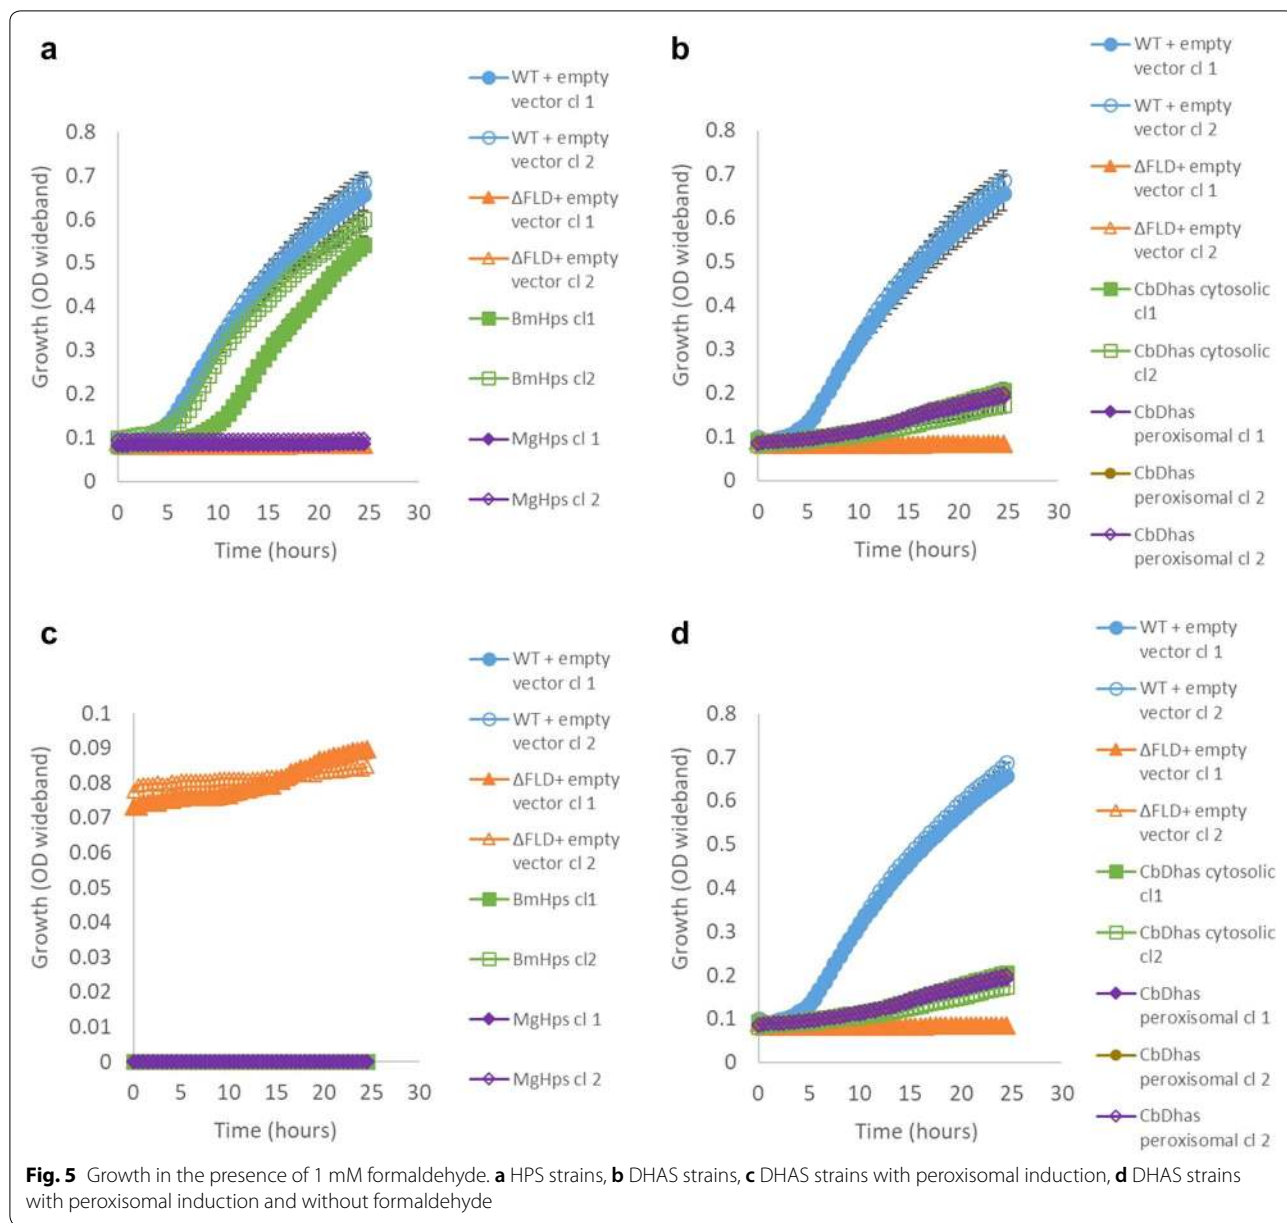 a
Growth (OD wideband)
0.8
0.7
0.6
0.5
0.4
0.3
0.2
0.1
0
0 5 10 15 20 25 30
Time (hours)
WT + empty
vector cl 1
WT + empty
vector cl 2
ΔFLD+ empty
vector cl 1
ΔFLD+ empty
vector cl 2
BmHps cl1
BmHps cl2
MgHps cl 1
MgHps cl 2
b
Growth (OD wideband)
0.8
0.7
0.6
0.5
0.4
0.3
0.2
0.1
0
0 5 10 15 20 25 30
Time (hours)
WT + empty
vector cl 1
WT + empty
vector cl 2
ΔFLD+ empty
vector cl 1
ΔFLD+ empty
vector cl 2
CbDhas cytosolic
cl1
CbDhas cytosolic
cl2
CbDhas
peroxisomal cl 1
CbDhas
peroxisomal cl 2
CbDhas
peroxisomal cl 2
c
Growth (OD wideband)
0.1
0.09
0.08
0.07
0.06
0.05
0.04
0.03
0.02
0.01
0
0 5 10 15 20 25 30
Time (hours)
WT + empty
vector cl 1
WT + empty
vector cl 2
ΔFLD+ empty
vector cl 1
ΔFLD+ empty
vector cl 2
BmHps cl1
BmHps cl2
MgHps cl 1
MgHps cl 2
d
Growth (OD wideband)
0.8
0.7
0.6
0.5
0.4
0.3
0.2
0.1
0
0 5 10 15 20 25 30
Time (hours)
WT + empty
vector cl 1
WT + empty
vector cl 2
ΔFLD+ empty
vector cl 1
ΔFLD+ empty
vector cl 2
CbDhas cytosolic
cl1
CbDhas cytosolic
cl2
CbDhas
peroxisomal cl 1
CbDhas
peroxisomal cl 2
CbDhas
peroxisomal cl 2
Fig. 5 Growth in the presence of 1 mM formaldehyde. a HPS strains, b DHAS strains, c DHAS strains with peroxisomal induction, d DHAS strains
with peroxisomal induction and without formaldehyde